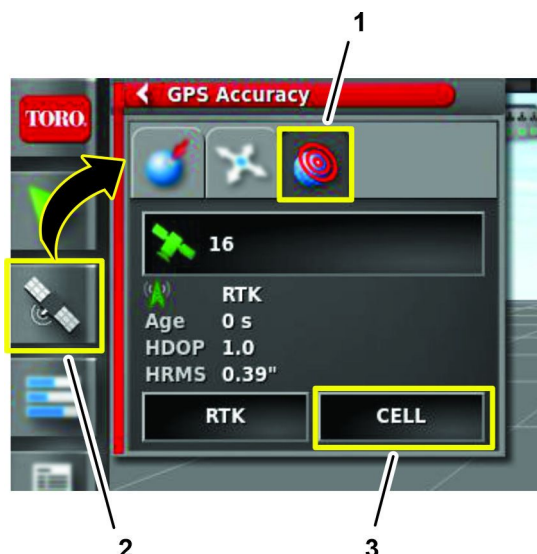 1
GPS Accuracy
TORO.
16
RTK
Age 0 s
HDOP 1.0
HRMS 0.39"
RTK CELL
2 3